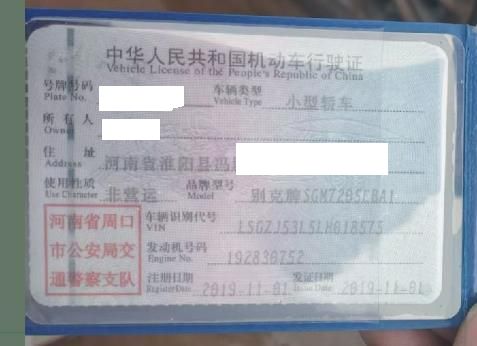 中华人民共和国机动车行驶证
Vehicle License of the People's Republic of China
号牌号码 Plate No. 车辆类型 Vehicle Type 小型轿车
所有人 Owner
住址 Address 河南省淮阳县冯
使用性质 Use Character 非营运 品牌型号 Model 别克牌SGM7205CBA1
河南省周口
市公安局交
通警察支队
车辆识别代号 VIN LSGZJ53L5LH018575
发动机号码 Engine No. 192830752
注册日期 Register Date 2019-11-01 发证日期 Issue Date 2019-11-01